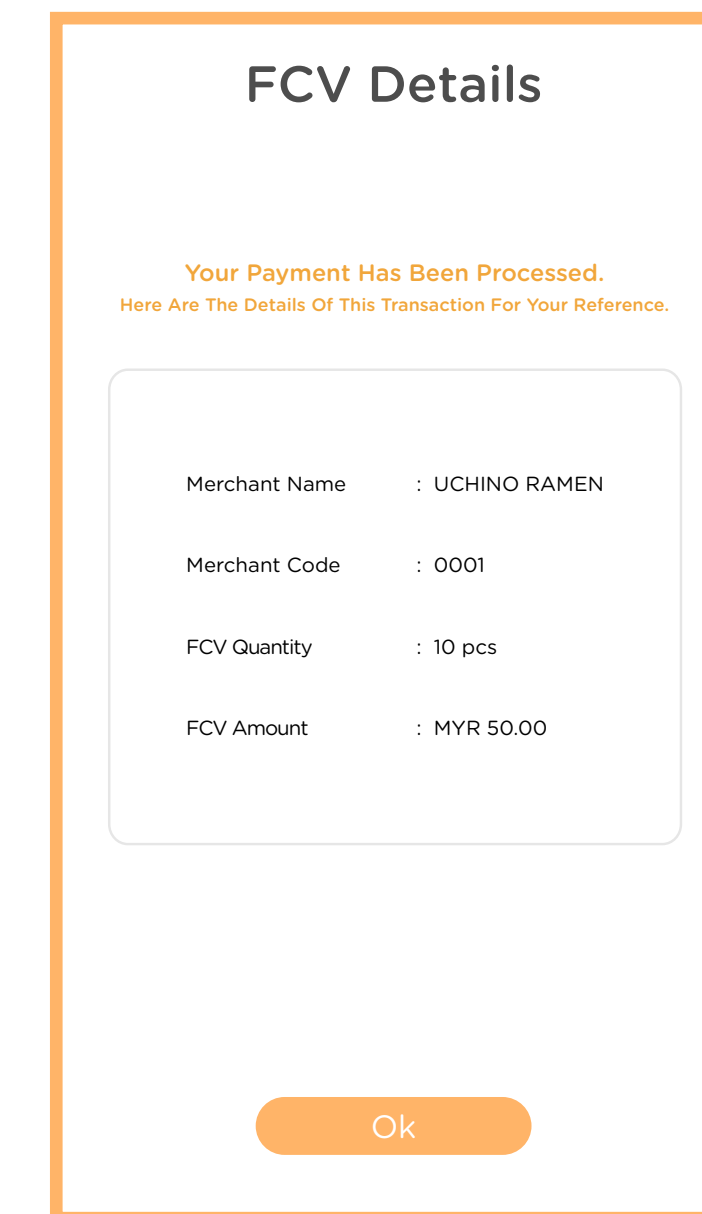 FCV Details
Your Payment Has Been Processed.
Here Are The Details Of This Transaction For Your Reference.
Merchant Name : UCHINO RAMEN
Merchant Code : 0001
FCV Quantity : 10 pcs
FCV Amount : MYR 50.00
Ok